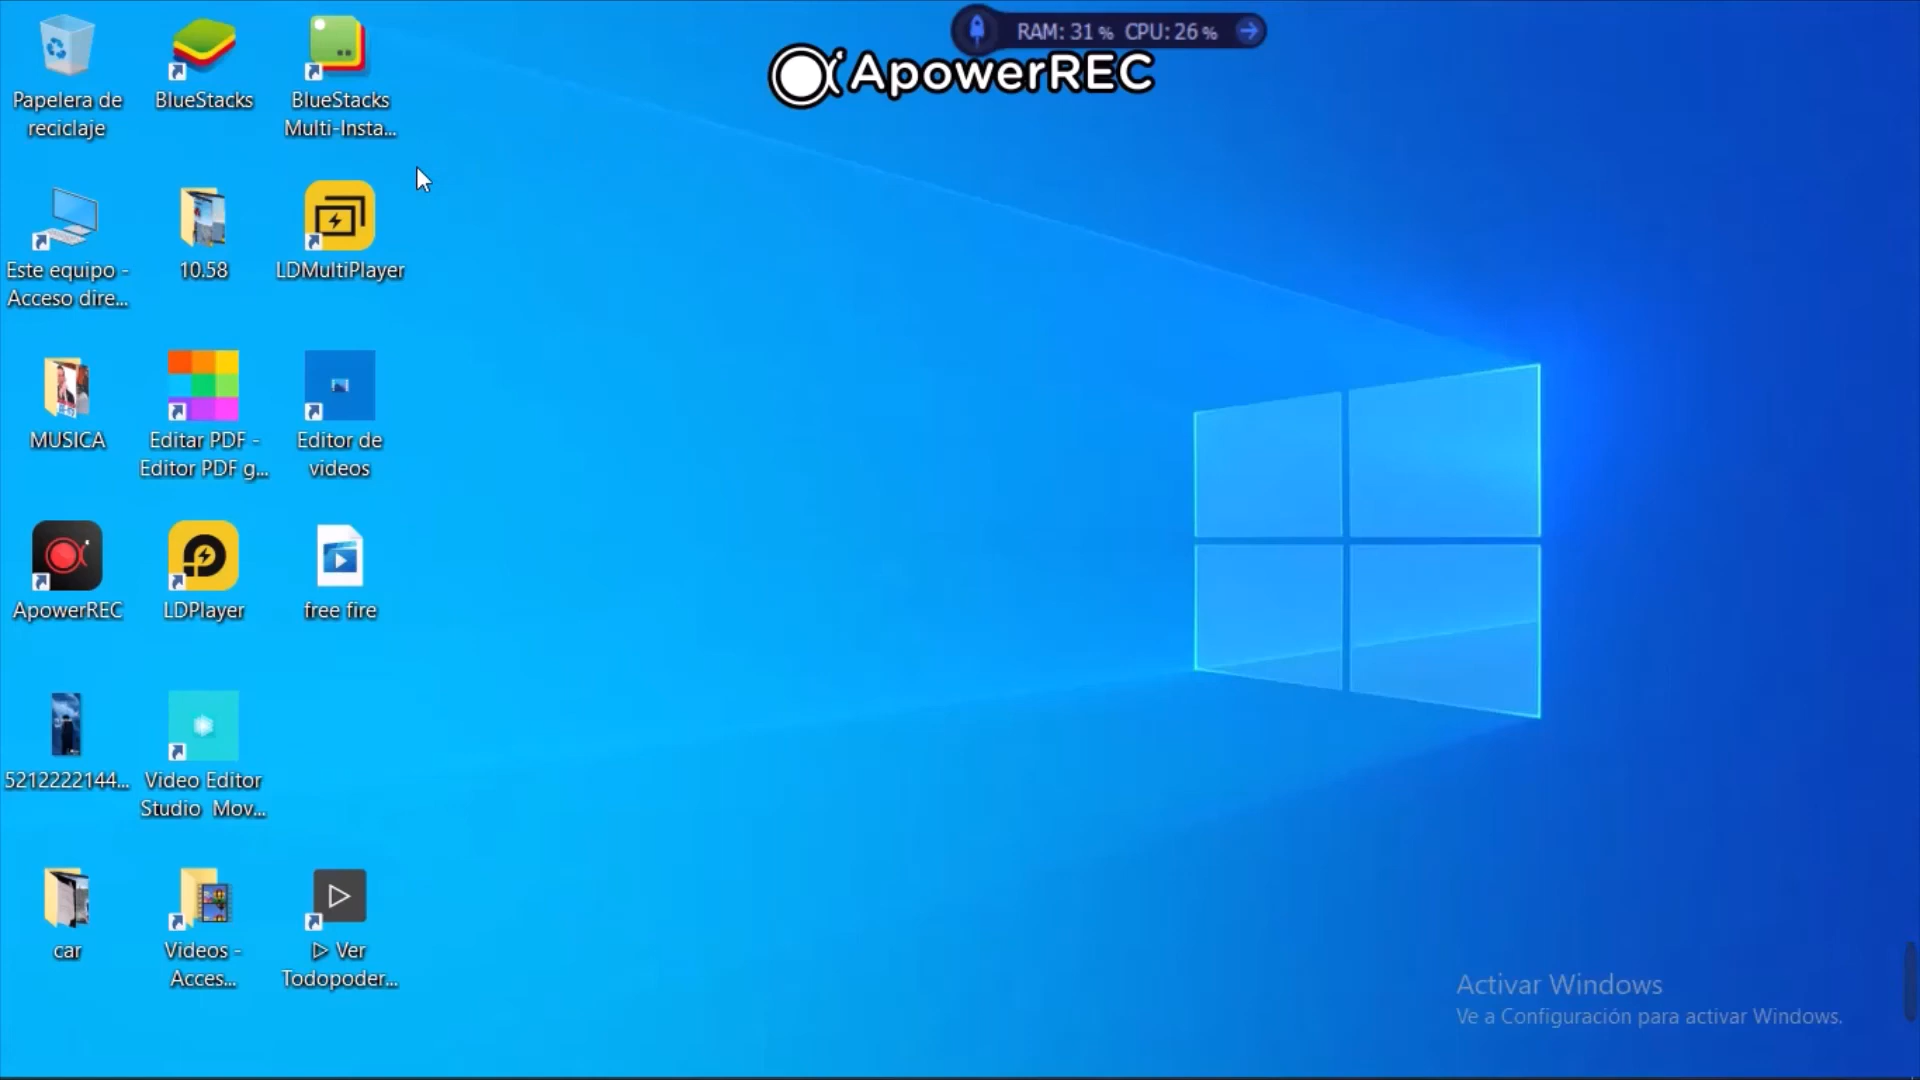 RAM: 31 % CPU: 26 %
ApowerREC
Papelera de
reciclaje
BlueStacks
BlueStacks
Multi-Insta...
Este equipo -
Acceso dire...
10.58
LDMultiPlayer
MUSICA
Editar PDF -
Editor PDF g...
Editor de
videos
ApowerREC
LDPlayer
free fire
5212222144...
Video Editor
Studio Mov...
car
Videos -
Acces...
▷ Ver
Todopoder...
Activar Windows
Ve a Configuración para activar Windows.